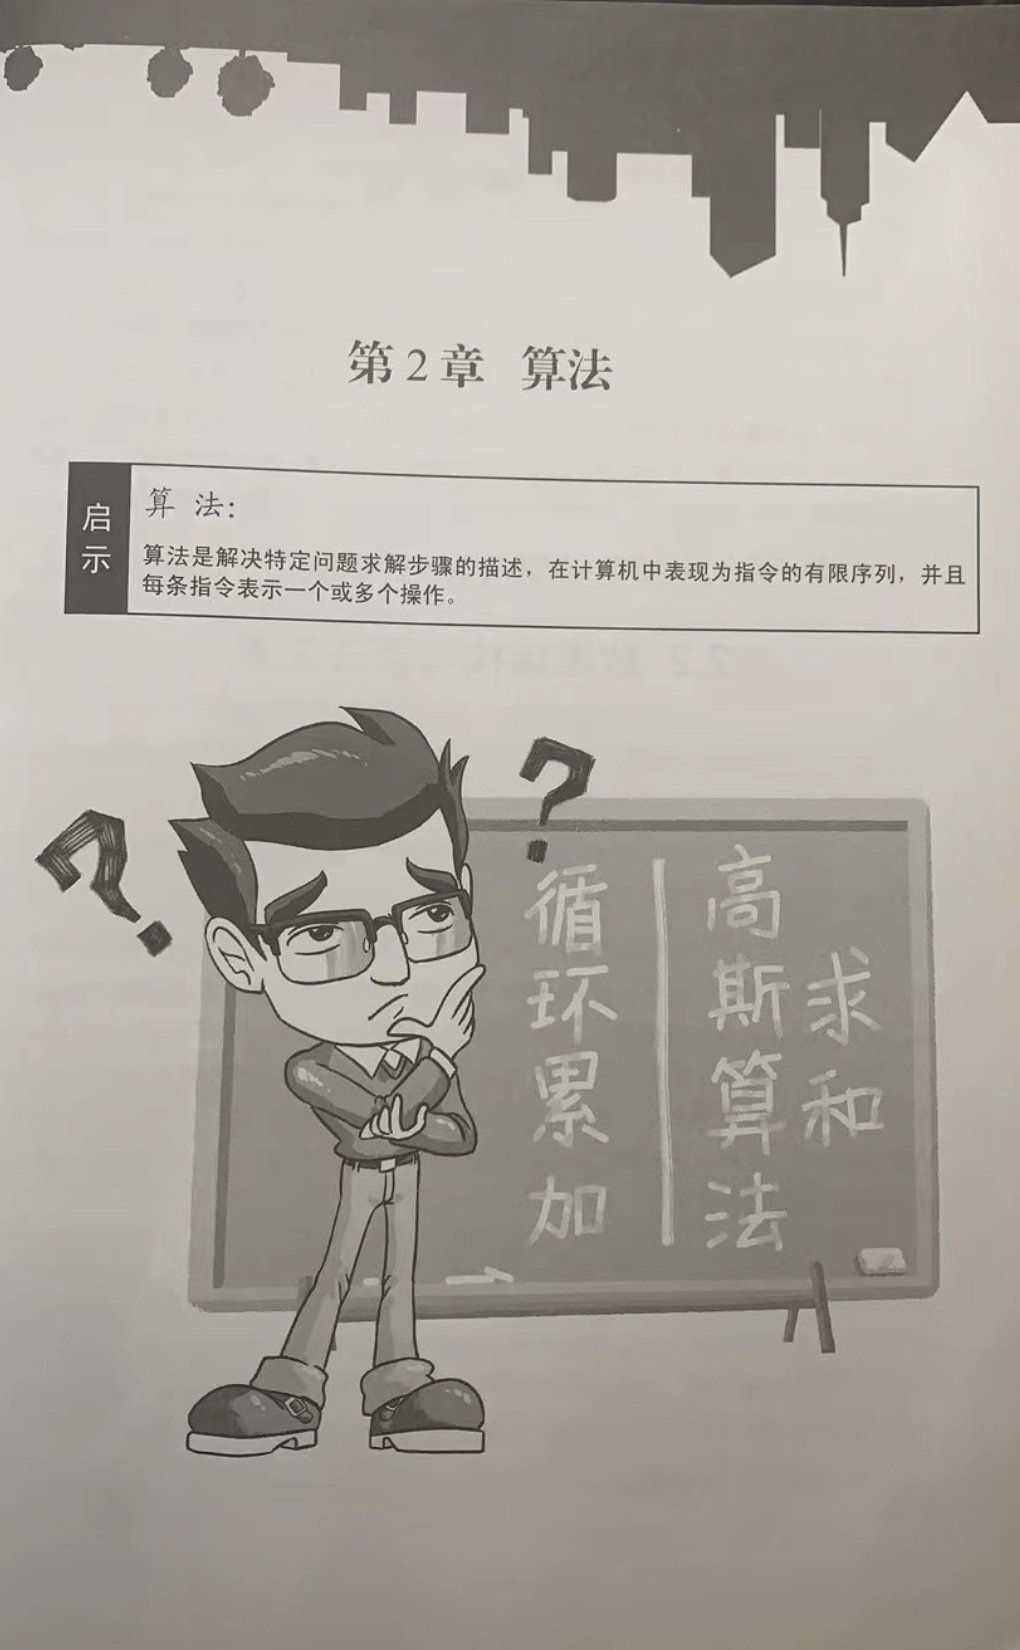 第2章 算法
启示
算 法：
算法是解决特定问题求解步骤的描述，在计算机中表现为指令的有限序列，并且
每条指令表示一个或多个操作。
?
?
循环累加
高斯算法
求和